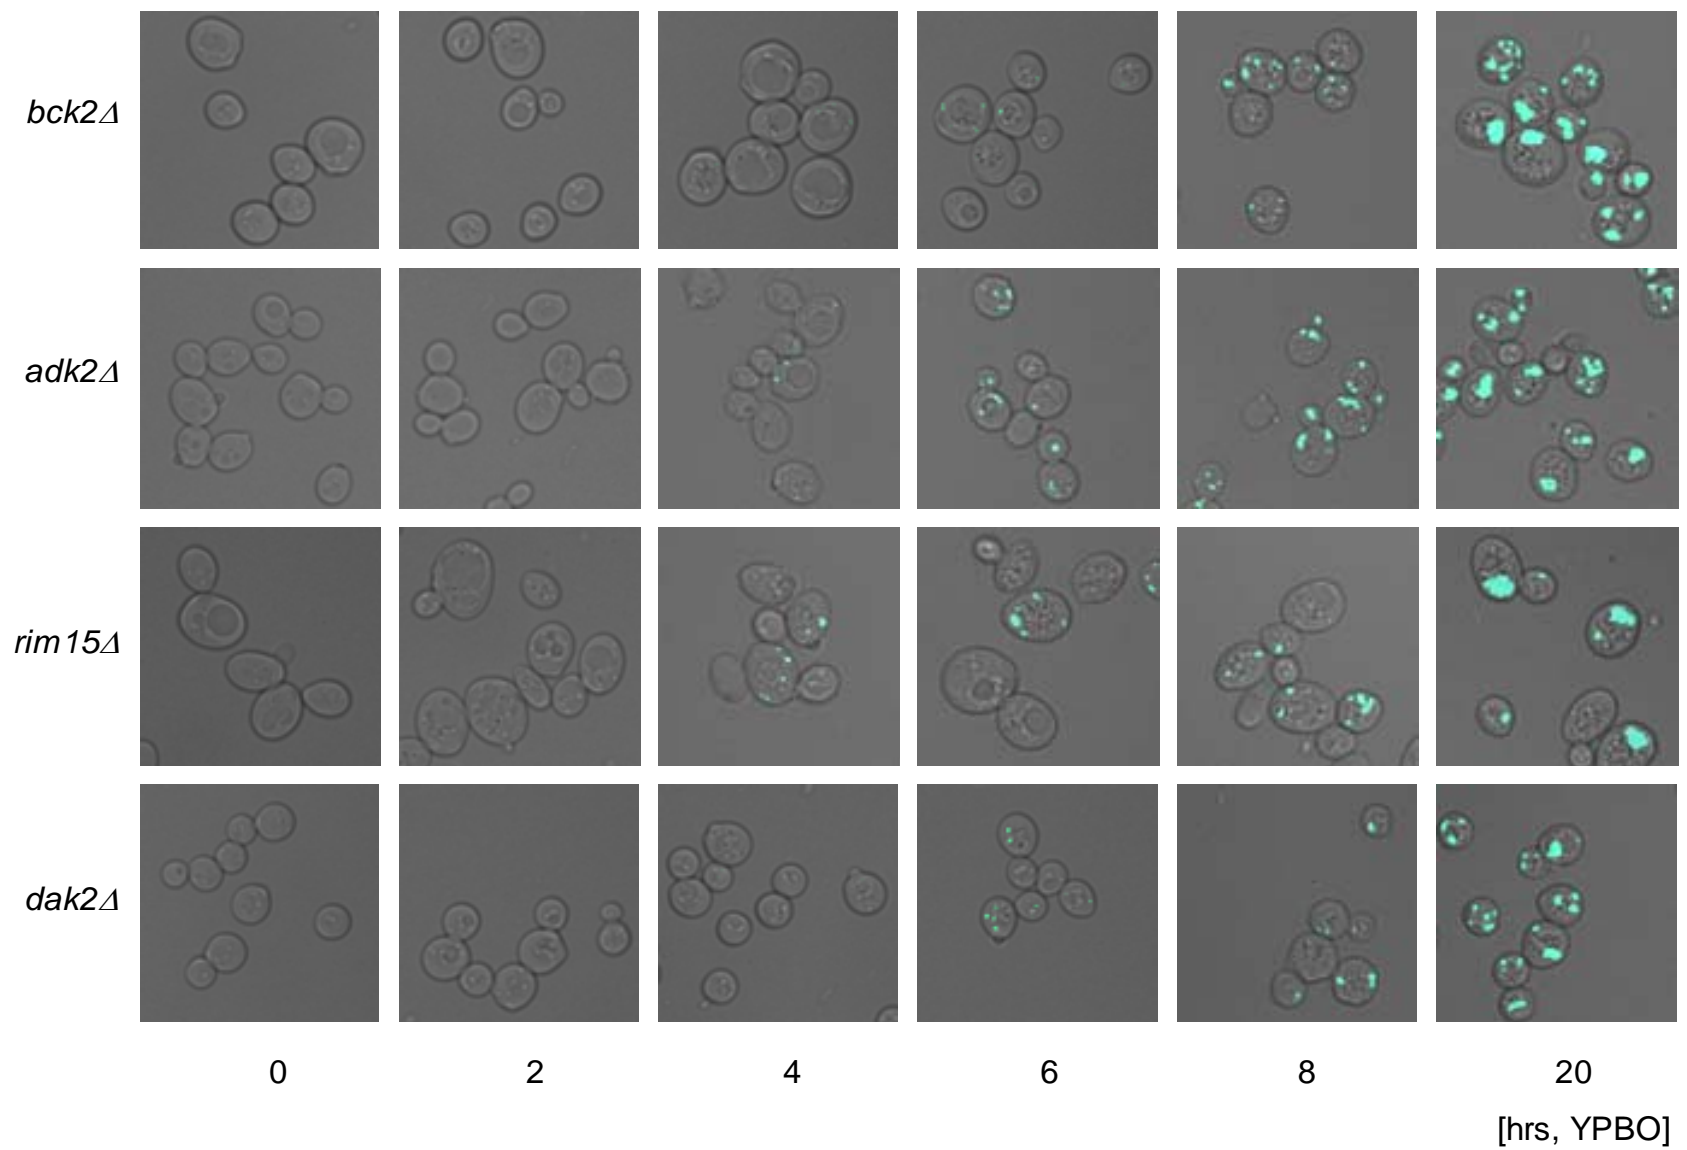 bck2Δ
adk2Δ
rim15Δ
dak2Δ
0 2 4 6 8 20
[hrs, YPBO]